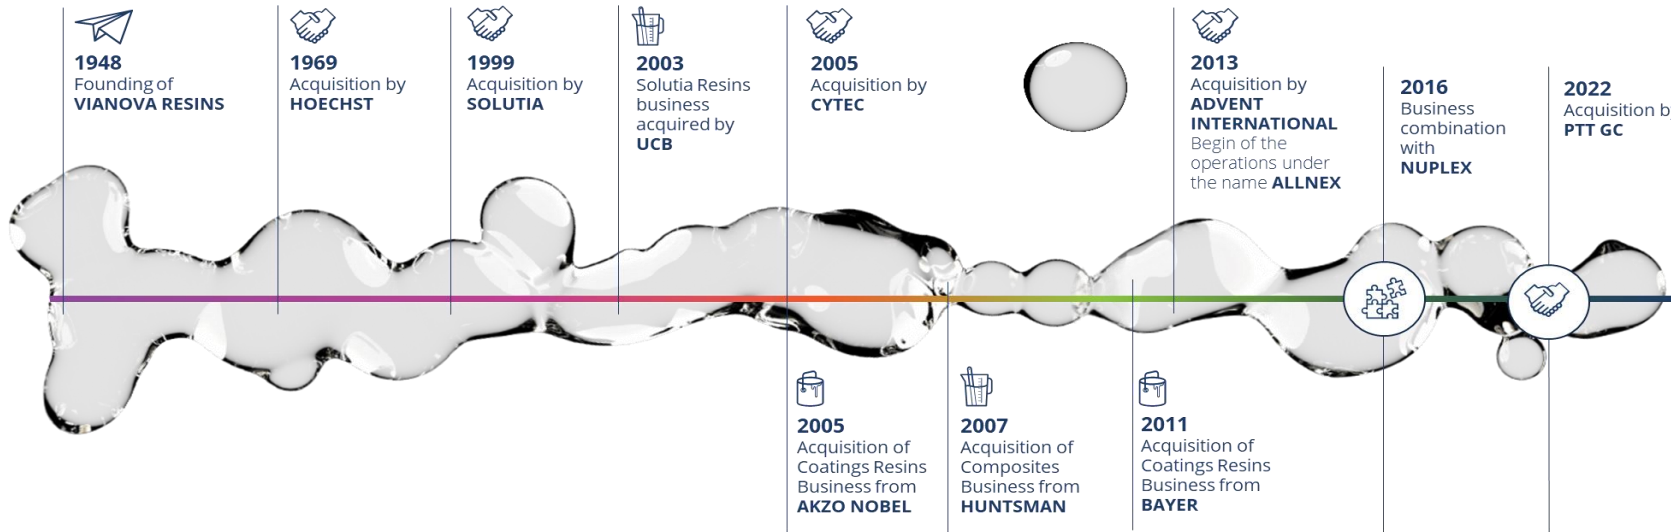 1948
Founding of
VIANOVA RESINS
1969
Acquisition by
HOECHST
1999
Acquisition by
SOLUTIA
2003
Solutia Resins
business
acquired by
UCB
2005
Acquisition by
CYTEC
2013
Acquisition by
ADVENT
INTERNATIONAL
Begin of the
operations under
the name ALLNEX
2016
Business
combination
with
NUPLEX
2022
Acquisition b
PTT GC
2005
Acquisition of
Coatings Resins
Business from
AKZO NOBEL
2007
Acquisition of
Composites
Business from
HUNTSMAN
2011
Acquisition of
Coatings Resins
Business from
BAYER